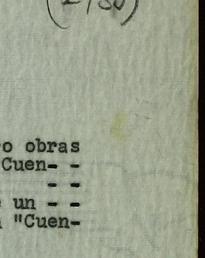 o obras
Cuen- -
- -
un - -
"Cuen-